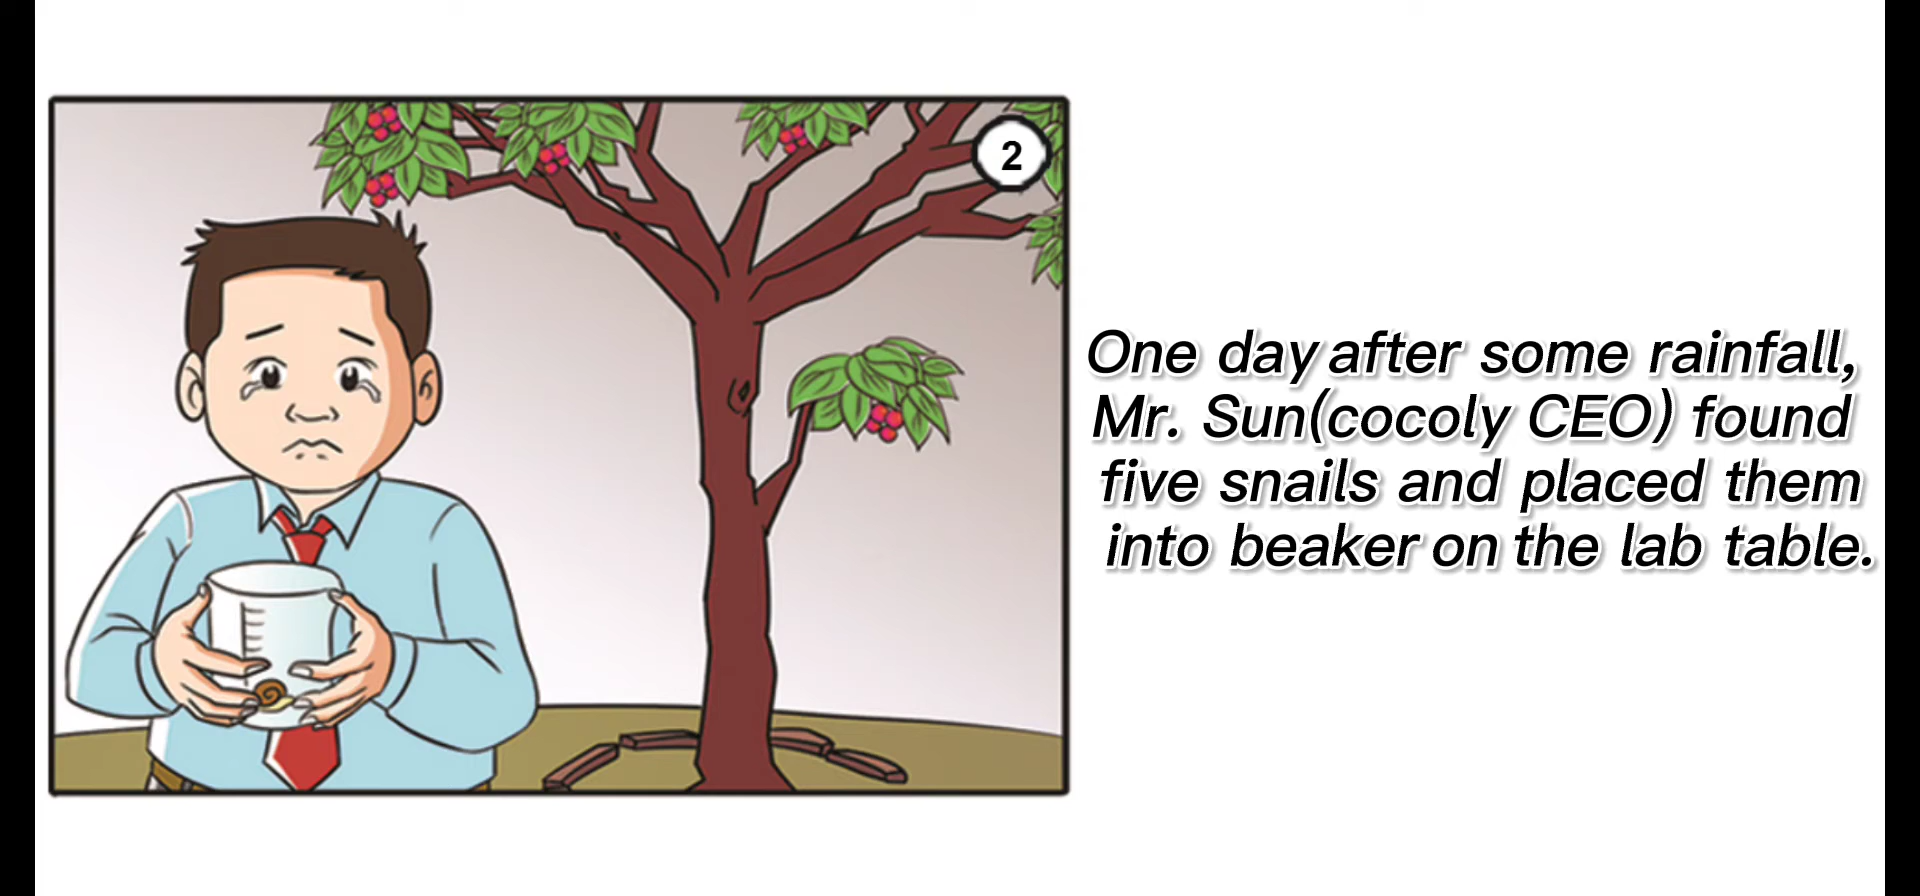 2
One day after some rainfall,
Mr. Sun(cocoly CEO) found
five snails and placed them
into beaker on the lab table.